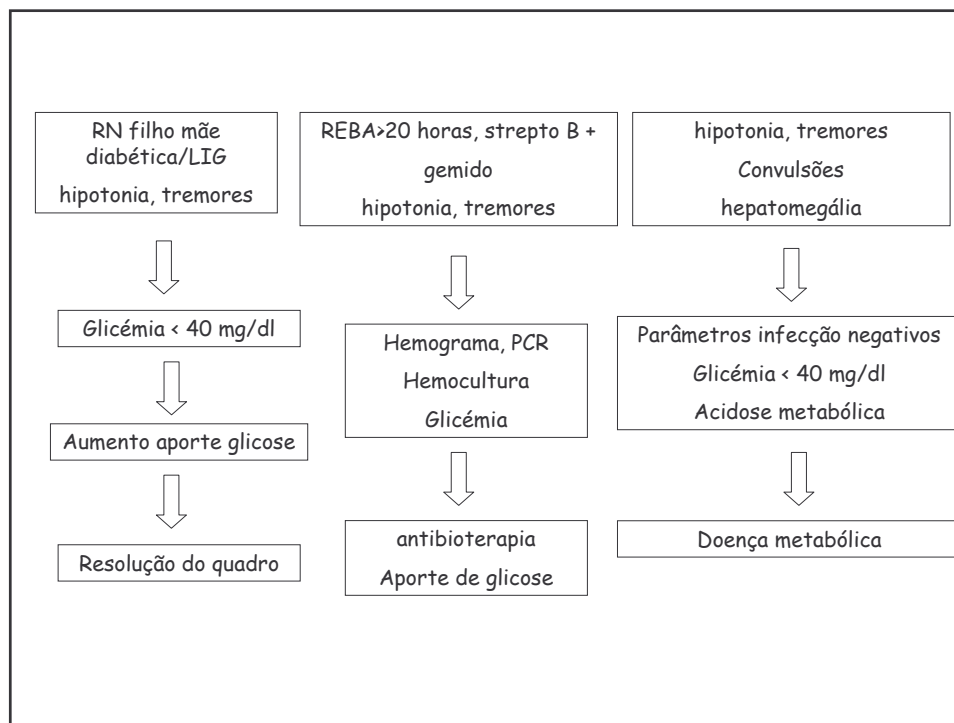 RN filho mãe
diabética/LIG
hipotonia, tremores
Glicémia < 40 mg/dl
Aumento aporte glicose
Resolução do quadro
REBA>20 horas, strepto B +
gemido
hipotonia, tremores
Hemograma, PCR
Hemocultura
Glicémia
antibioterapia
Aporte de glicose
hipotonia, tremores
Convulsões
hepatomegália
Parâmetros infecção negativos
Glicémia < 40 mg/dl
Acidose metabólica
Doença metabólica